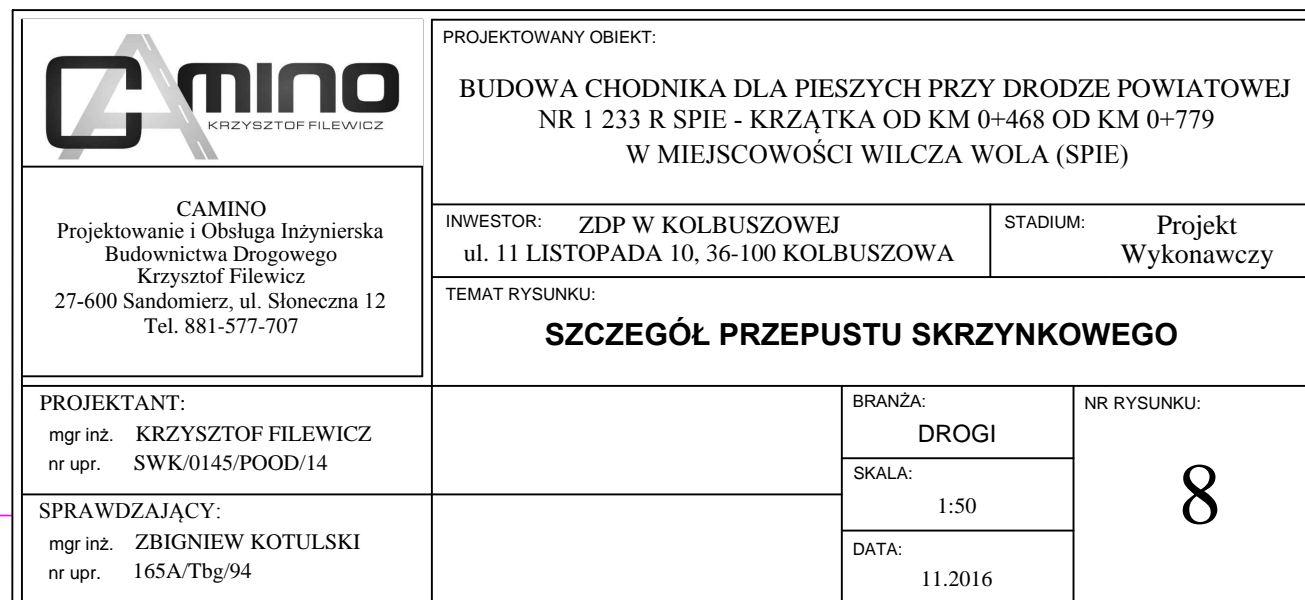 CAMINO
KRZYSZTOF FILEWICZ
CAMINO
Projektowanie i Obsługa Inżynierska
Budownictwa Drogowego
Krzysztof Filewicz
27-600 Sandomierz, ul. Słoneczna 12
Tel. 881-577-707
PROJEKTOWANY OBIEKT:
BUDOWA CHODNIKA DLA PIESZYCH PRZY DRODZE POWIATOWEJ
NR 1 233 R SPIE - KRZĄTKA OD KM 0+468 OD KM 0+779
W MIEJSCOWOŚCI WILCZA WOLA (SPIE)
INWESTOR: ZDP W KOLBUSZOWEJ
ul. 11 LISTOPADA 10, 36-100 KOLBUSZOWA
STADIUM: Projekt
Wykonawczy
TEMAT RYSUNKU:
SZCZEGÓŁ PRZEPUSTU SKRZYNKOWEGO
PROJEKTANT:
mgr inż. KRZYSZTOF FILEWICZ
nr upr. SWK/0145/POOD/14
SPRAWDZAJĄCY:
mgr inż. ZBIGNIEW KOTULSKI
nr upr. 165A/Tbg/94
BRANŻA:
DROGI
SKALA:
1:50
DATA:
11.2016
NR RYSUNKU:
8